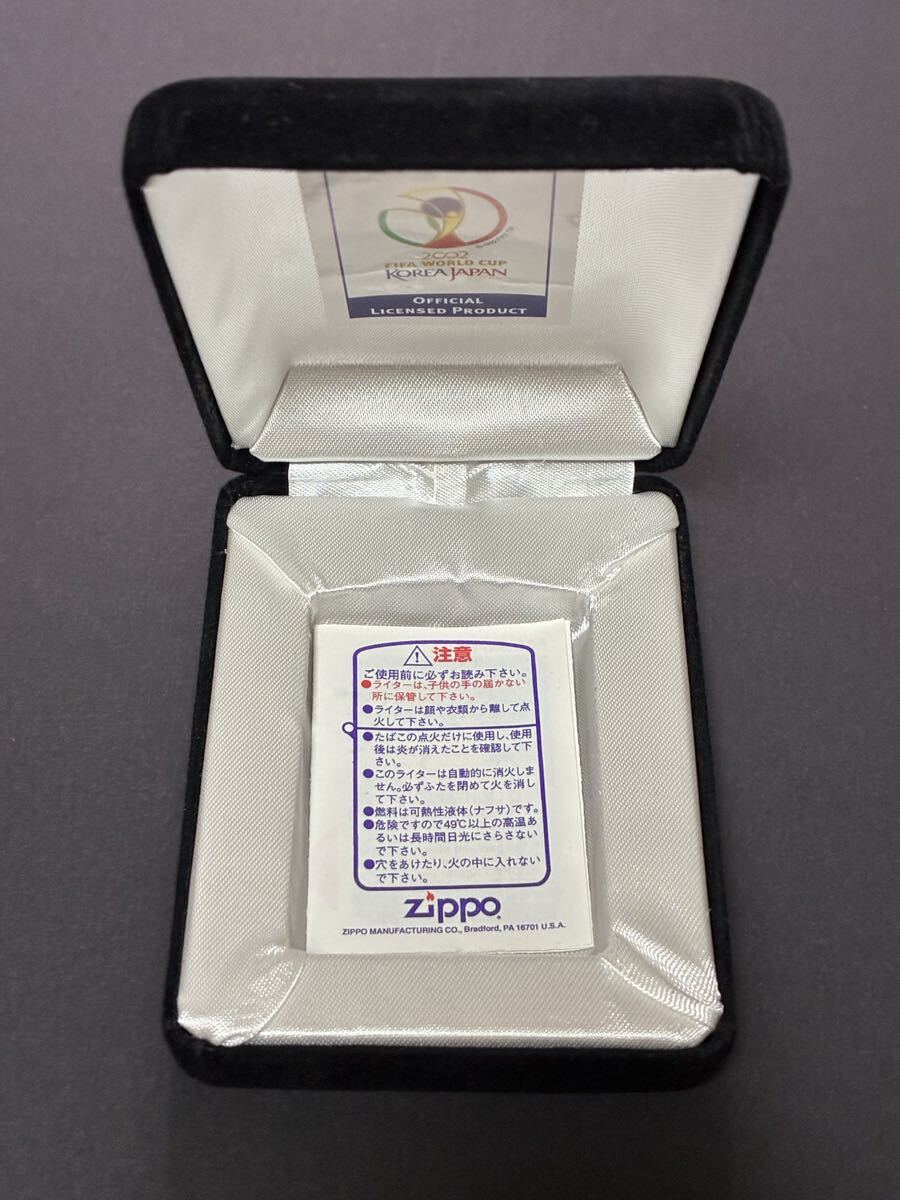 2002
FIFA WORLD CUP
KOREA JAPAN
OFFICIAL
LICENSED PRODUCT
注意
ご使用前に必ずお読み下さい。
●ライターは、子供の手の届かない
所に保管して下さい。
●ライターは顔や衣類から離して点
火して下さい。
●たばこの点火だけに使用し、使用
後は炎が消えたことを確認して下
さい。
●このライターは自動的に消火しま
せん。必ずふたを閉めて火を消し
て下さい。
●燃料は可熱性液体(ナフサ)です。
●危険ですので49℃以上の高温あ
るいは長時間日光にさらさない
で下さい。
●穴をあけたり、火の中に入れない
で下さい。
Zippo
ZIPPO MANUFACTURING CO., Bradford, PA 16701 U.S.A.